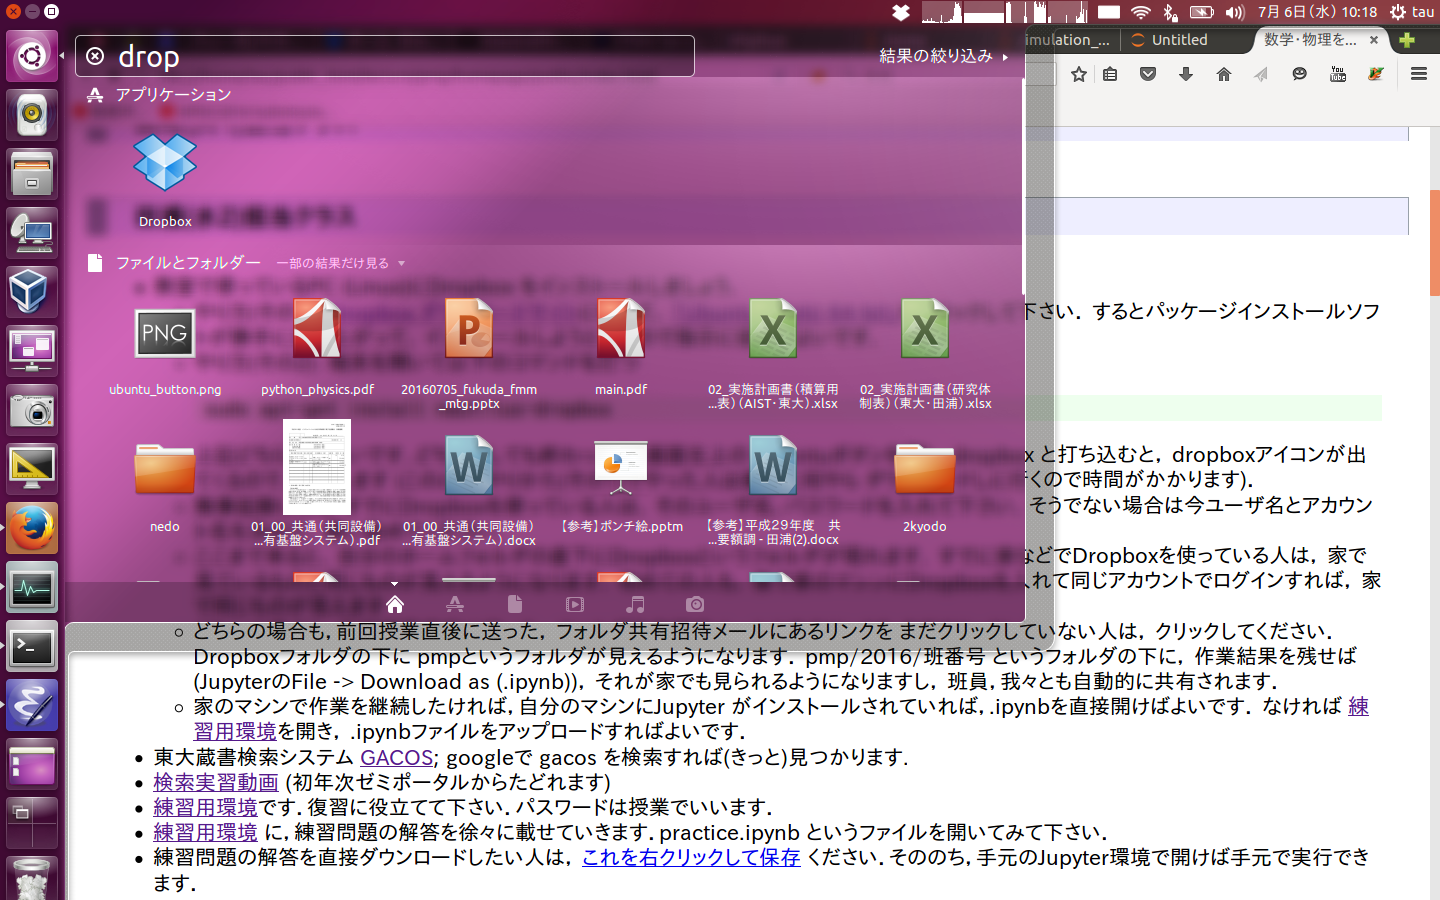 7月 6日 (水) 10:18 tau
drop
結果の絞り込み
imulation_...
Untitled
数学・物理を...
You Tube
アプリケーション
Dropbox
ファイルとフォルダー 一部の結果だけ見る
PNG
ubuntu_button.png
python_physics.pdf
20160705_fukuda_fmm
_mtg.pptx
main.pdf
02_実施計画書（積算用
...表）（AIST・東大）.xlsx
02_実施計画書（研究体
制表）（東大・田浦）.xlsx
nedo
01_00_共通（共同設備）
...有基盤システム）.pdf
01_00_共通（共同設備）
...有基盤システム）.docx
【参考】ポンチ絵.pptm
【参考】平成29年度 共
...要額調 - 田浦(2).docx
2kyodo
下さい． するとパッケージインストールソフ
と打ち込むと， dropboxアイコンが出
くので時間がかかります)．
そうでない場合は今ユーザ名とアカウン
などでDropboxを使っている人は， 家で
入れて同じアカウントでログインすれば， 家
どちらの場合も，前回授業直後に送った， フォルダ共有招待メールにあるリンクを まだクリックしていない人は， クリックしてください．
Dropboxフォルダの下に pmpというフォルダが見えるようになります． pmp/2016/班番号 というフォルダの下に， 作業結果を残せば
(JupyterのFile -> Download as (.ipynb))， それが家でも見られるようになりますし， 班員，我々とも自動的に共有されます．
家のマシンで作業を継続したければ，自分のマシンにJupyter がインストールされていれば，.ipynbを直接開けばよいです． なければ 練
習用環境を開き， .ipynbファイルをアップロードすればよいです．
東大蔵書検索システム GACOS; googleで gacos を検索すれば(きっと)見つかります．
検索実習動画 (初年次ゼミポータルからたどれます)
練習用環境です．復習に役立てて下さい．パスワードは授業でいいます．
練習用環境 に，練習問題の解答を徐々に載せていきます．practice.ipynb というファイルを開いてみて下さい．
練習問題の解答を直接ダウンロードしたい人は， これを右クリックして保存 ください．そののち，手元のJupyter環境で開けば手元で実行でき
ます．